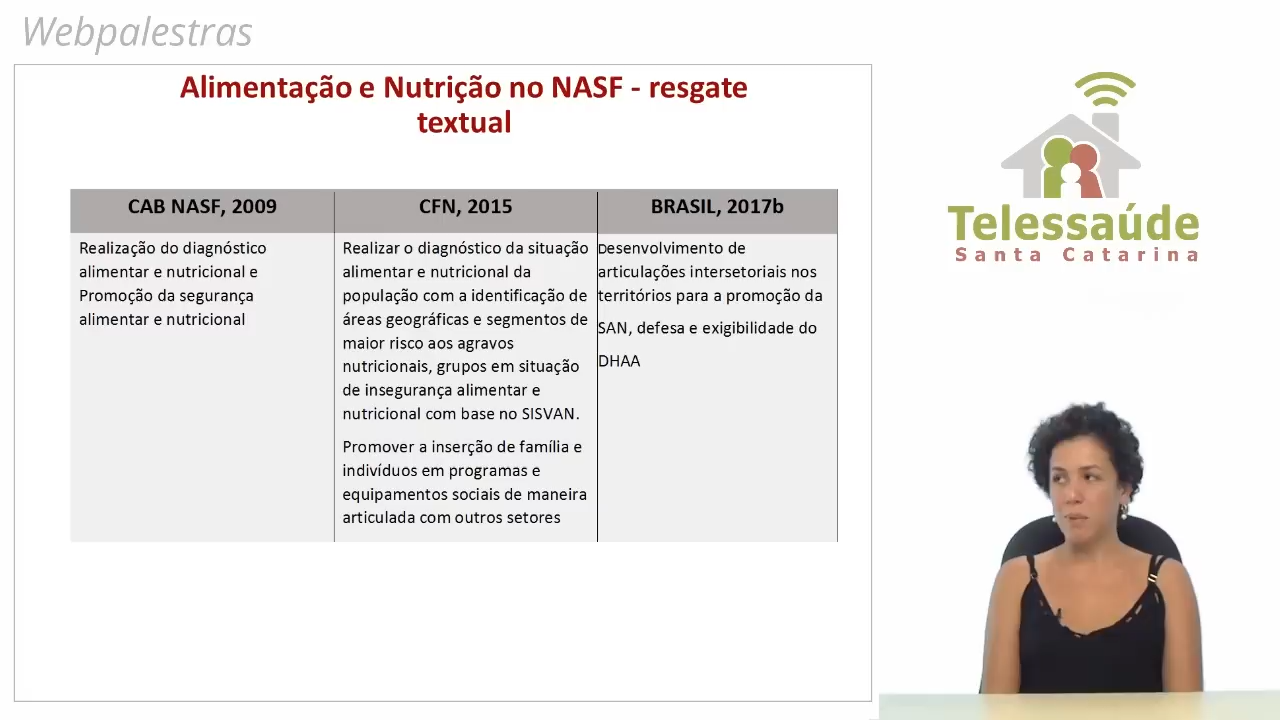 Webpalestras
Alimentação e Nutrição no NASF - resgate
textual
CAB NASF, 2009
Realização do diagnóstico
alimentar e nutricional e
Promoção da segurança
alimentar e nutricional
CFN, 2015
Realizar o diagnóstico da situação
alimentar e nutricional da
população com a identificação de
áreas geográficas e segmentos de
maior risco aos agravos
nutricionais, grupos em situação
de insegurança alimentar e
nutricional com base no SISVAN.
Promover a inserção de família e
indivíduos em programas e
equipamentos sociais de maneira
articulada com outros setores
BRASIL, 2017b
Desenvolvimento de
articulações intersetoriais nos
territórios para a promoção da
SAN, defesa e exigibilidade do
DHAA
Telessaúde
Santa Catarina